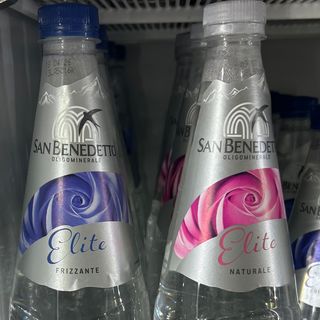 SAN BENEDETTO
OLIGOMINERALE
Elite
FRIZZANTE
SAN BENEDETTO
OLIGOMINERALE
Elite
NATURALE